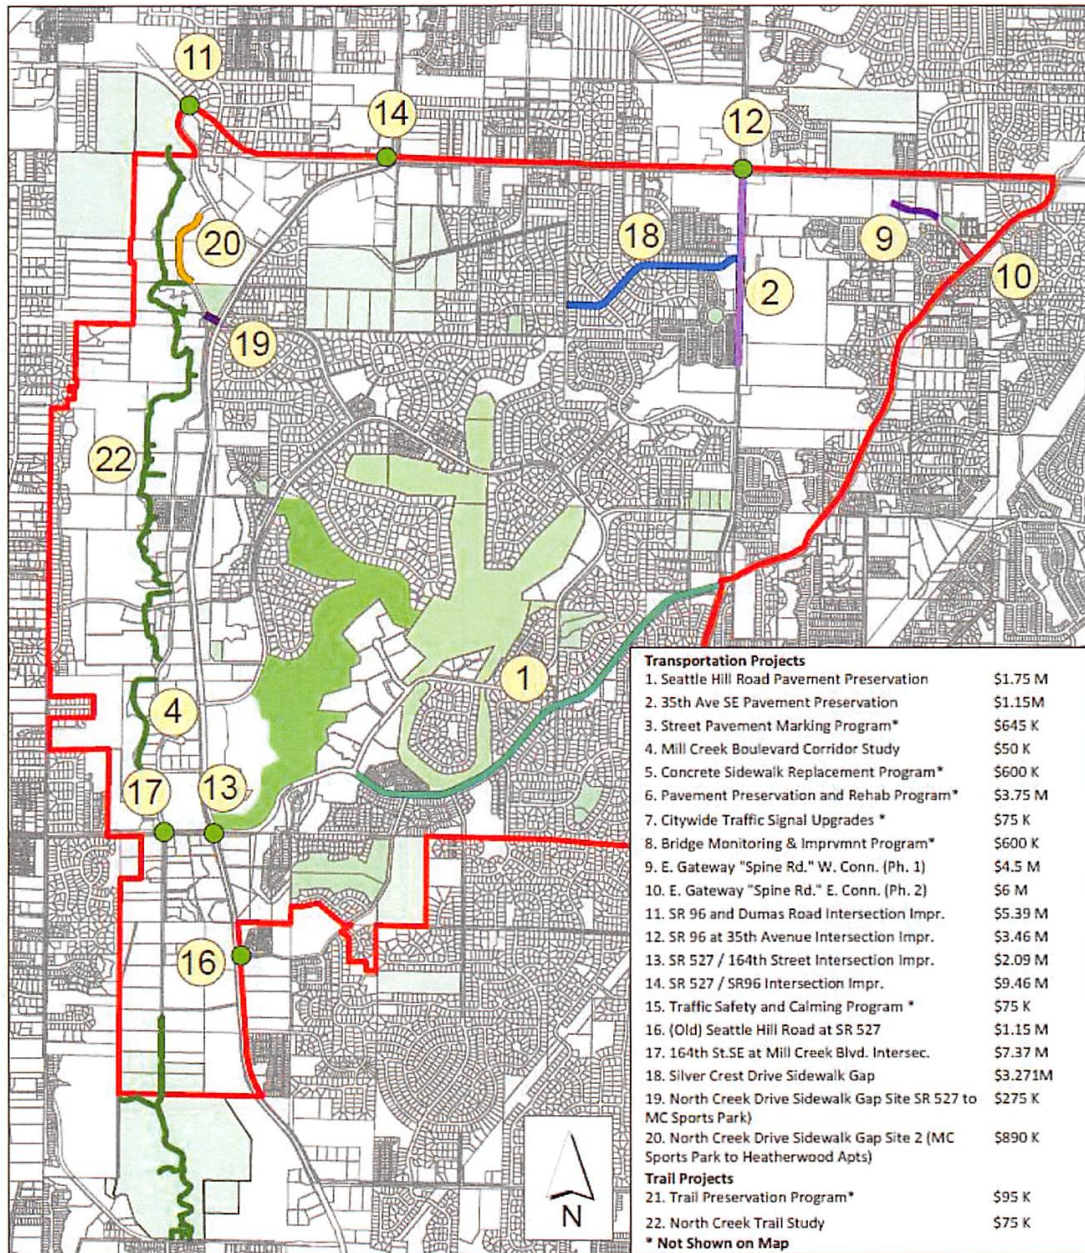 11
14
12
20
18
9
10
2
19
22
1
4
17
13
16
N
Transportation Projects
1. Seattle Hill Road Pavement Preservation $1.75 M
2. 35th Ave SE Pavement Preservation $1.15M
3. Street Pavement Marking Program* $645 K
4. Mill Creek Boulevard Corridor Study $50 K
5. Concrete Sidewalk Replacement Program* $600 K
6. Pavement Preservation and Rehab Program* $3.75 M
7. Citywide Traffic Signal Upgrades * $75 K
8. Bridge Monitoring & Imprvmnt Program* $600 K
9. E. Gateway "Spine Rd." W. Conn. (Ph. 1) $4.5 M
10. E. Gateway "Spine Rd." E. Conn. (Ph. 2) $6 M
11. SR 96 and Dumas Road Intersection Impr. $5.39 M
12. SR 96 at 35th Avenue Intersection Impr. $3.46 M
13. SR 527 / 164th Street Intersection Impr. $2.09 M
14. SR 527 / SR96 Intersection Impr. $9.46 M
15. Traffic Safety and Calming Program * $75 K
16. (Old) Seattle Hill Road at SR 527 $1.15 M
17. 164th St.SE at Mill Creek Blvd. Intersec. $7.37 M
18. Silver Crest Drive Sidewalk Gap $3.271M
19. North Creek Drive Sidewalk Gap Site SR 527 to $275 K
MC Sports Park)
20. North Creek Drive Sidewalk Gap Site 2 (MC $890 K
Sports Park to Heatherwood Apts)
Trail Projects
21. Trail Preservation Program* $95 K
22. North Creek Trail Study $75 K
* Not Shown on Map